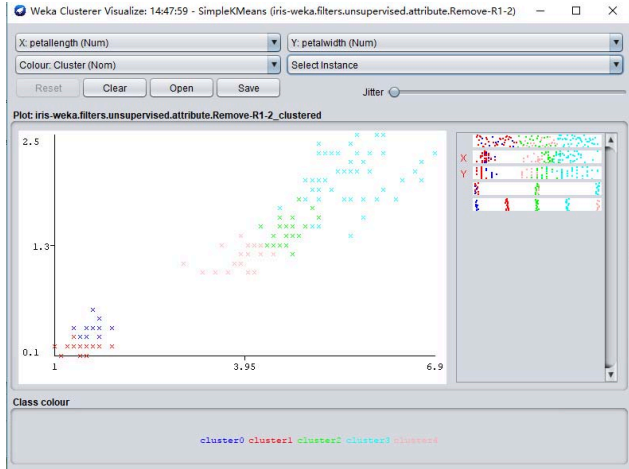 Weka Clusterer Visualize: 14:47:59 - SimpleKMeans (iris-weka.filters.unsupervised.attribute.Remove-R1-2)
X: petallength (Num)
Y: petalwidth (Num)
Colour: Cluster (Nom)
Select Instance
Reset Clear Open Save Jitter
Plot: iris-weka.filters.unsupervised.attribute.Remove-R1-2_clustered
2.5
X
Y
1.3
0.1
1 3.95 6.9
Class colour
cluster0 cluster1 cluster2 cluster3 cluster4